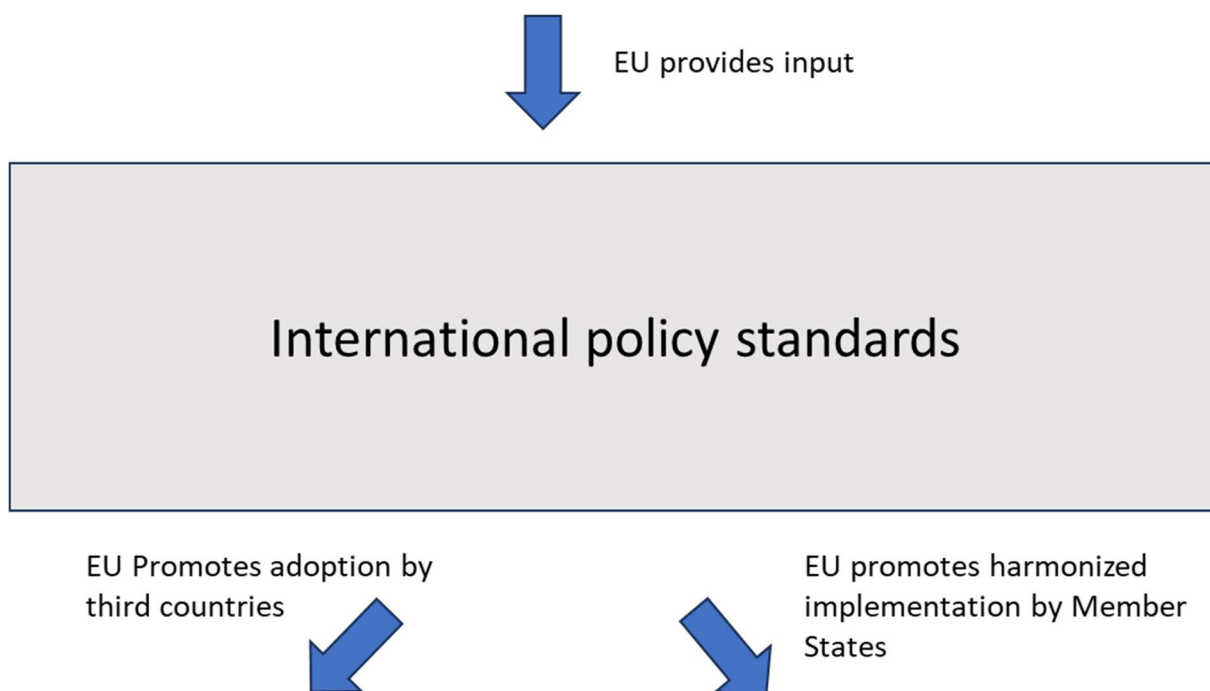 EU provides input
International policy standards
EU Promotes adoption by
third countries
EU promotes harmonized
implementation by Member
States